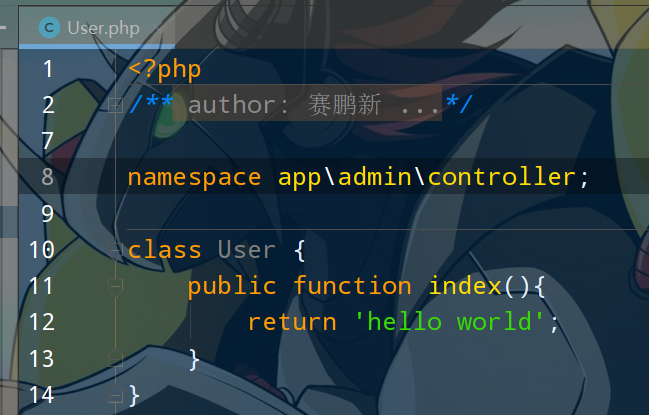 User.php
1 <?php
2 /** author: 赛鹏新 ...*/
7
8 namespace app\admin\controller;
9
10 class User {
11 public function index(){
12 return 'hello world';
13 }
14 }